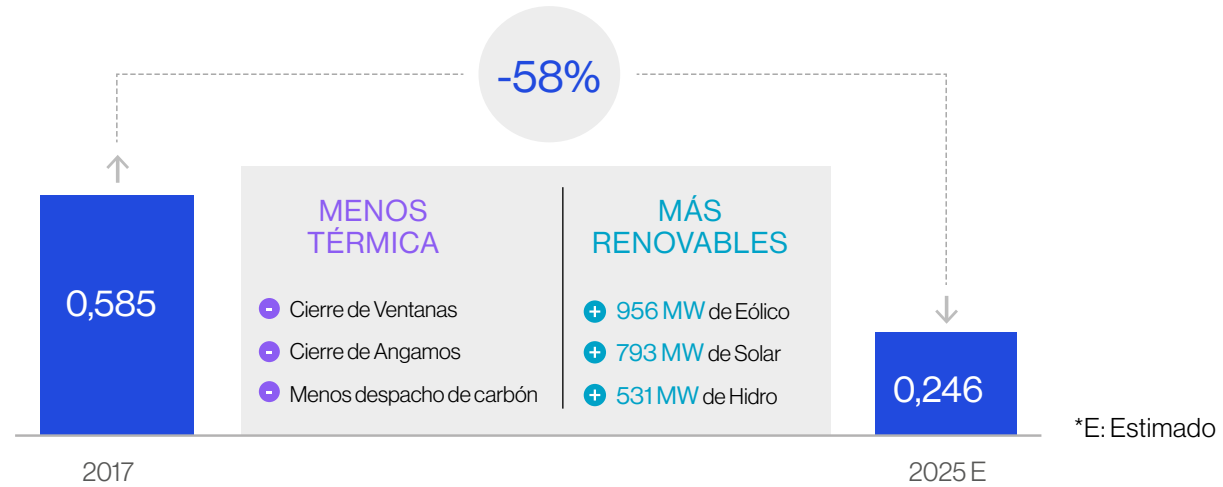 -58%
0,585
MENOS
TÉRMICA
- Cierre de Ventanas
- Cierre de Angamos
- Menos despacho de carbón
MÁS
RENOVABLES
+ 956 MW de Eólico
+ 793 MW de Solar
+ 531 MW de Hidro
0,246
*E: Estimado
2017
2025 E